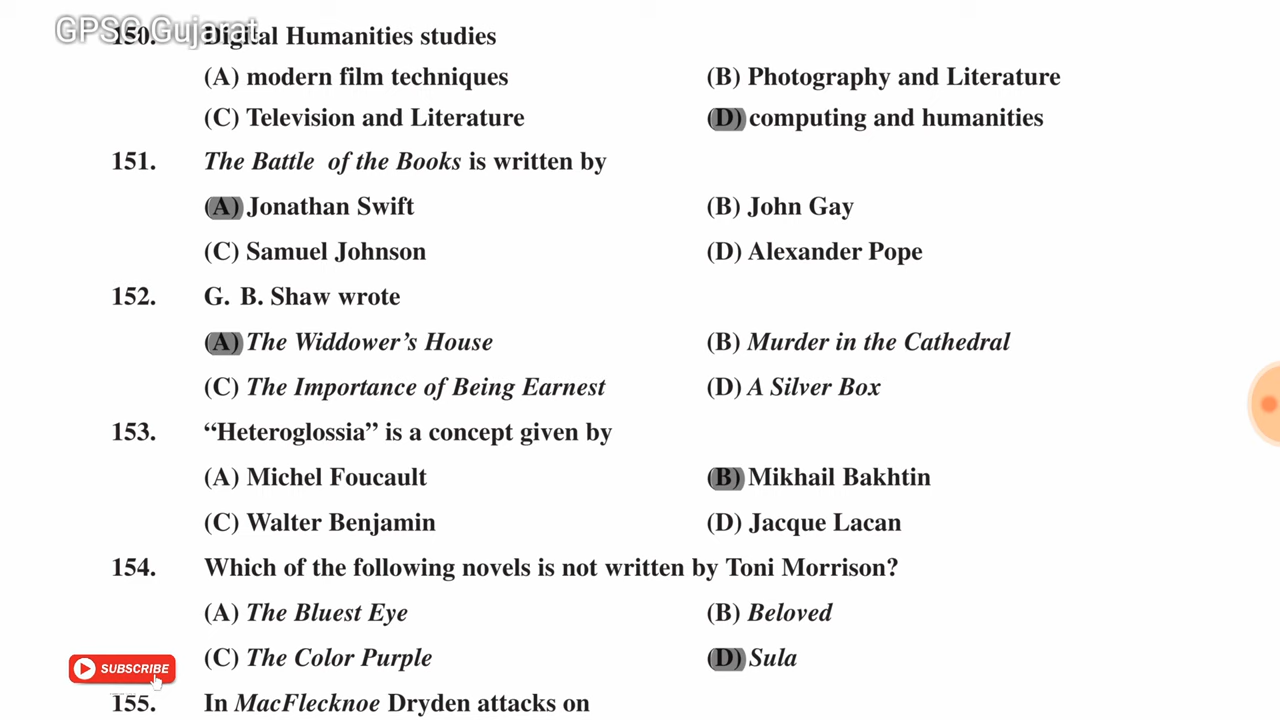 GPSC Gujarat
150. Digital Humanities studies
(A) modern film techniques (B) Photography and Literature
(C) Television and Literature (D) computing and humanities
151. The Battle of the Books is written by
(A) Jonathan Swift (B) John Gay
(C) Samuel Johnson (D) Alexander Pope
152. G. B. Shaw wrote
(A) The Widdower's House (B) Murder in the Cathedral
(C) The Importance of Being Earnest (D) A Silver Box
153. “Heteroglossia” is a concept given by
(A) Michel Foucault (B) Mikhail Bakhtin
(C) Walter Benjamin (D) Jacque Lacan
154. Which of the following novels is not written by Toni Morrison?
(A) The Bluest Eye (B) Beloved
(C) The Color Purple (D) Sula
SUBSCRIBE
155. In MacFlecknoe Dryden attacks on